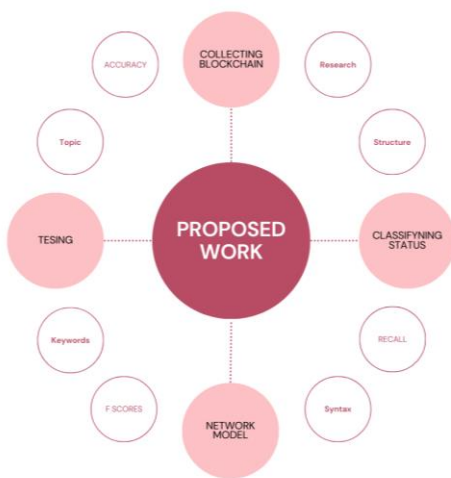 COLLECTING
BLOCKCHAIN
ACCURACY
Research
Topic
Structure
TESING
PROPOSED
WORK
CLASSIFYNING
STATUS
Keywords
RECALL
F SCORES
Syntax
NETWORK
MODEL